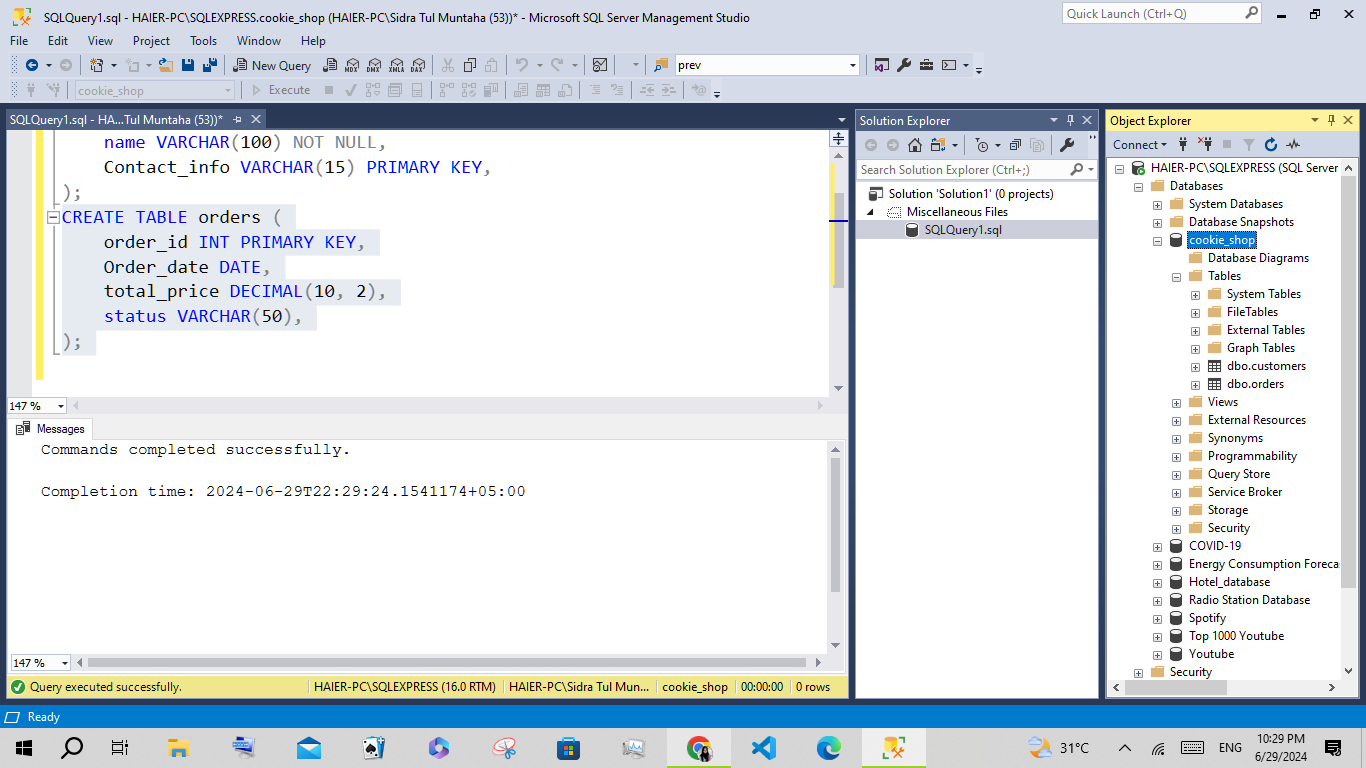 SQLQuery1.sql - HAIER-PC\SQLEXPRESS.cookie_shop (HAIER-PC\Sidra Tul Muntaha (53))* - Microsoft SQL Server Management Studio
Quick Launch (Ctrl+Q)
File Edit View Project Tools Window Help
New Query MDX DMX XMLA DAX prev
cookie_shop Execute
SQLQuery1.sql - HA...Tul Muntaha (53))*
name VARCHAR(100) NOT NULL,
Contact_info VARCHAR(15) PRIMARY KEY,
);
CREATE TABLE orders (
order_id INT PRIMARY KEY,
Order_date DATE,
total_price DECIMAL(10, 2),
status VARCHAR(50),
);
147 %
Messages
Commands completed successfully.
Completion time: 2024-06-29T22:29:24.1541174+05:00
147 %
Query executed successfully. HAIER-PC\SQLEXPRESS (16.0 RTM) HAIER-PC\Sidra Tul Mun... cookie_shop 00:00:00 0 rows
Solution Explorer
Search Solution Explorer (Ctrl+;)
Solution 'Solution1' (0 projects)
Miscellaneous Files
SQLQuery1.sql
Object Explorer
Connect
HAIER-PC\SQLEXPRESS (SQL Server
Databases
System Databases
Database Snapshots
cookie_shop
Database Diagrams
Tables
System Tables
FileTables
External Tables
Graph Tables
dbo.customers
dbo.orders
Views
External Resources
Synonyms
Programmability
Query Store
Service Broker
Storage
Security
COVID-19
Energy Consumption Foreca
Hotel_database
Radio Station Database
Spotify
Top 1000 Youtube
Youtube
Security
Ready
31°C ENG 10:29 PM
6/29/2024